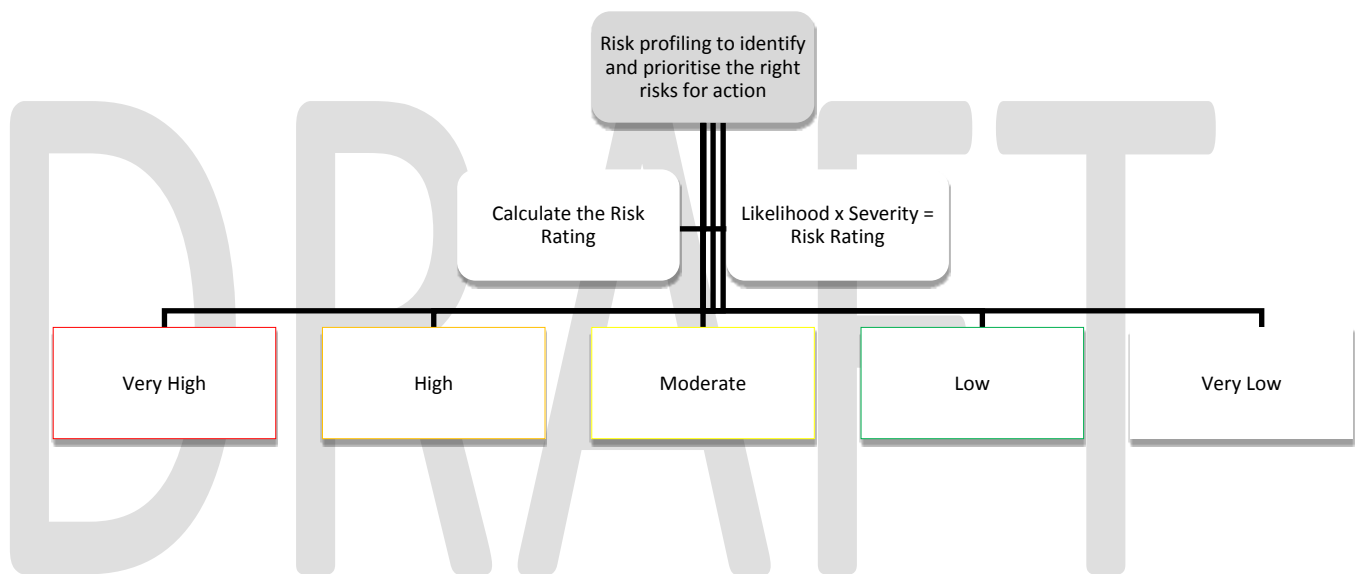 Risk profiling to identify
and prioritise the right
risks for action
Calculate the Risk
Rating
Likelihood x Severity =
Risk Rating
Very High
High
Moderate
Low
Very Low
DRAFT